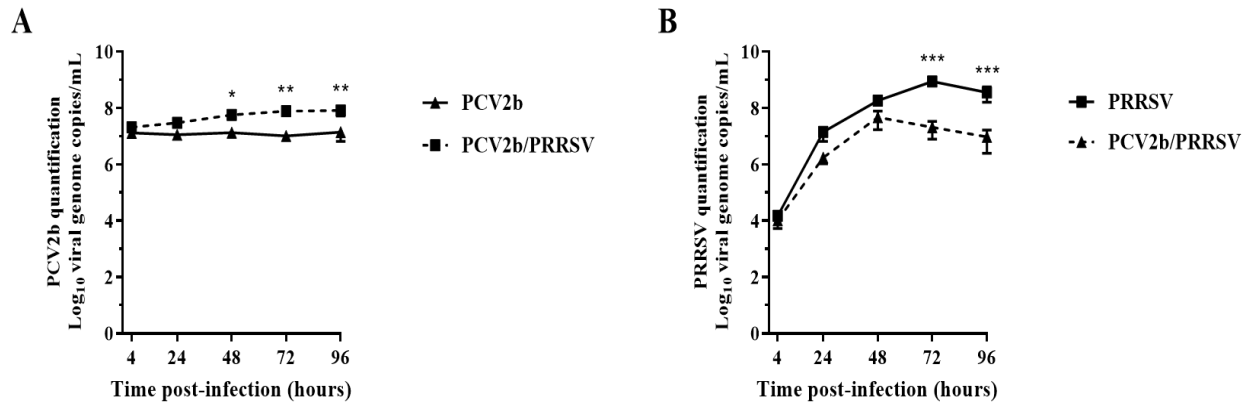 A
PCV2b quantification
Log10 viral genome copies/mL
10
8
6
4
2
0
*
**
**
4
24
48
72
96
Time post-infection (hours)
PCV2b
PCV2b/PRRSV
B
PRRSV quantification
Log10 viral genome copies/mL
10
8
6
4
2
0
***
***
4
24
48
72
96
Time post-infection (hours)
PRRSV
PCV2b/PRRSV